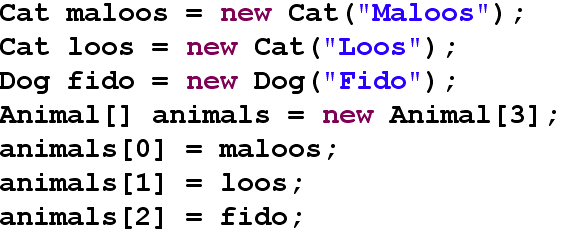 Cat maloos = new Cat("Maloos");
Cat loos = new Cat("Loos");
Dog fido = new Dog("Fido");
Animal[] animals = new Animal[3];
animals[0] = maloos;
animals[1] = loos;
animals[2] = fido;